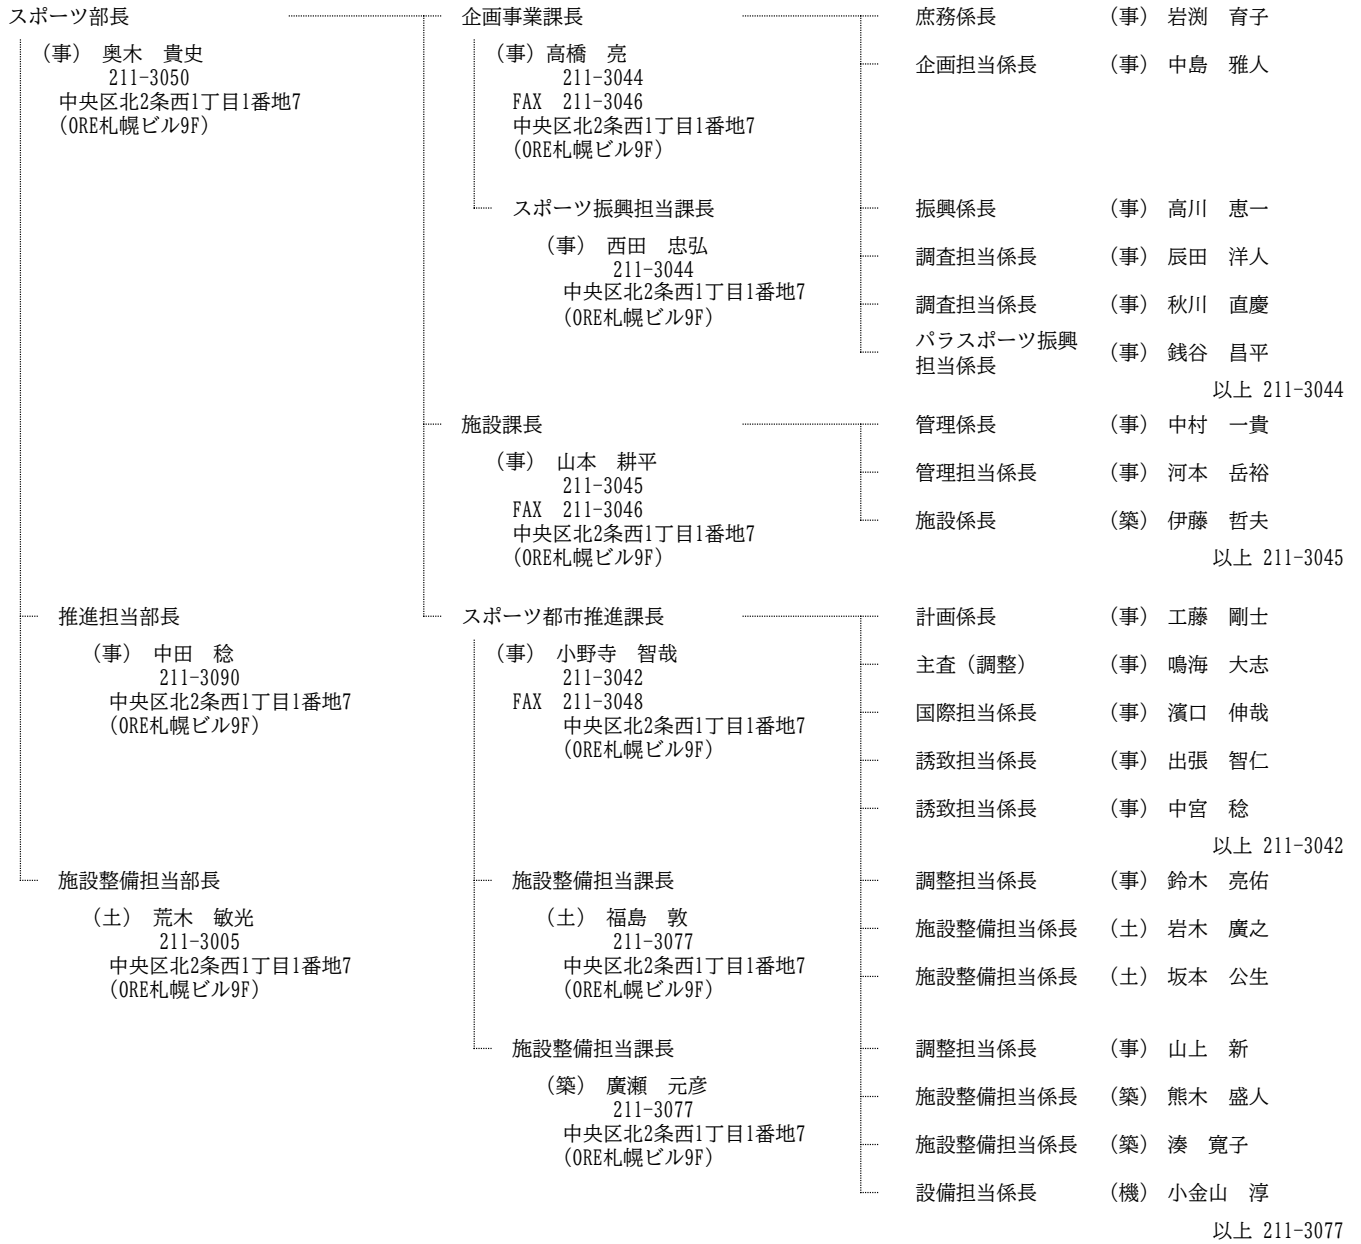 スポーツ部長
（事） 奥木　貴史
211-3050
中央区北2条西1丁目1番地7
（ORE札幌ビル9F）
推進担当部長
（事） 中田　稔
211-3090
中央区北2条西1丁目1番地7
（ORE札幌ビル9F）
施設整備担当部長
（土） 荒木　敏光
211-3005
中央区北2条西1丁目1番地7
（ORE札幌ビル9F）
企画事業課長
（事）高橋　亮
211-3044
FAX 211-3046
中央区北2条西1丁目1番地7
（ORE札幌ビル9F）
スポーツ振興担当課長
（事） 西田　忠弘
211-3044
中央区北2条西1丁目1番地7
（ORE札幌ビル9F）
施設課長
（事） 山本　耕平
211-3045
FAX 211-3046
中央区北2条西1丁目1番地7
（ORE札幌ビル9F）
スポーツ都市推進課長
（事） 小野寺　智哉
211-3042
FAX 211-3048
中央区北2条西1丁目1番地7
（ORE札幌ビル9F）
施設整備担当課長
（土） 福島　敦
211-3077
中央区北2条西1丁目1番地7
（ORE札幌ビル9F）
施設整備担当課長
（築） 廣瀬　元彦
211-3077
中央区北2条西1丁目1番地7
（ORE札幌ビル9F）
庶務係長 （事） 岩渕　育子
企画担当係長 （事） 中島　雅人
振興係長 （事） 高川　恵一
調査担当係長 （事） 辰田　洋人
調査担当係長 （事） 秋川　直慶
パラスポーツ振興
担当係長 （事） 銭谷　昌平
以上 211-3044
管理係長 （事） 中村　一貴
管理担当係長 （事） 河本　岳裕
施設係長 （築） 伊藤　哲夫
以上 211-3045
計画係長 （事） 工藤　剛士
主査（調整） （事） 鳴海　大志
国際担当係長 （事） 濱口　伸哉
誘致担当係長 （事） 出張　智仁
誘致担当係長 （事） 中宮　稔
以上 211-3042
調整担当係長 （事） 鈴木　亮佑
施設整備担当係長 （土） 岩木　廣之
施設整備担当係長 （土） 坂本　公生
調整担当係長 （事） 山上　新
施設整備担当係長 （築） 熊木　盛人
施設整備担当係長 （築） 湊　寛子
設備担当係長 （機） 小金山　淳
以上 211-3077